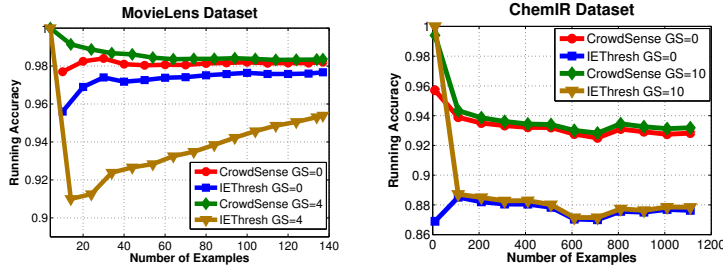 MovieLens Dataset
Running Accuracy
0.98
0.96
0.94
0.92
0.9
20 40 60 80 100 120 140
Number of Examples
CrowdSense GS=0
IEThresh GS=0
CrowdSense GS=4
IEThresh GS=4
ChemIR Dataset
Running Accuracy
1
0.98
0.96
0.94
0.92
0.9
0.88
0.86
0 200 400 600 800 1000 1200
Number of Examples
CrowdSense GS=0
IEThresh GS=0
CrowdSense GS=10
IEThresh GS=10